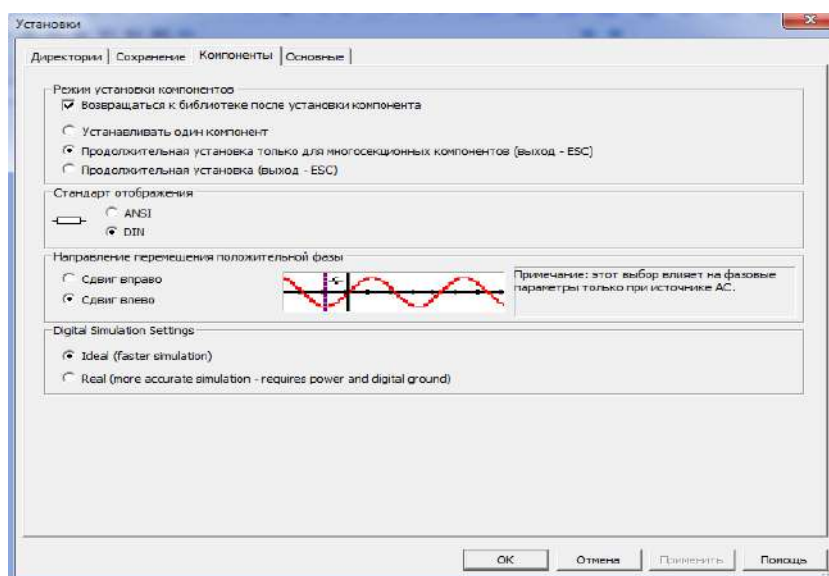 Установки
Директории Сохранение Компоненты Основные
Режим установки компонентов
Возвращаться к библиотеке после установки компонента
Устанавливать один компонент
Продолжительная установка только для многосекционных компонентов (выход - ESC)
Продолжительная установка (выход - ESC)
Стандарт отображения
ANSI
DIN
Направление перемещения положительной фазы
Сдвиг вправо
Сдвиг влево
Примечание: этот выбор влияет на фазовые
параметры только при источнике AC.
Digital Simulation Settings
Ideal (faster simulation)
Real (more accurate simulation - requires power and digital ground)
OK Отмена Применить Помощь